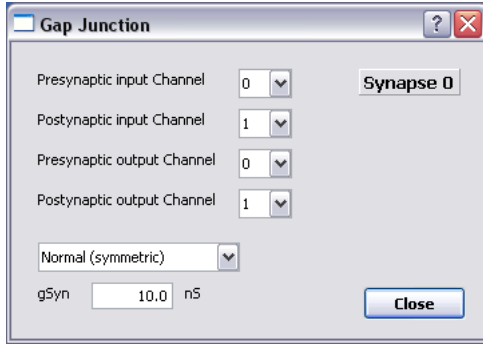 Gap Junction
Presynaptic input Channel 0 Synapse 0
Postynaptic input Channel 1
Presynaptic output Channel 0
Postynaptic output Channel 1
Normal (symmetric)
gSyn 10.0 nS
Close